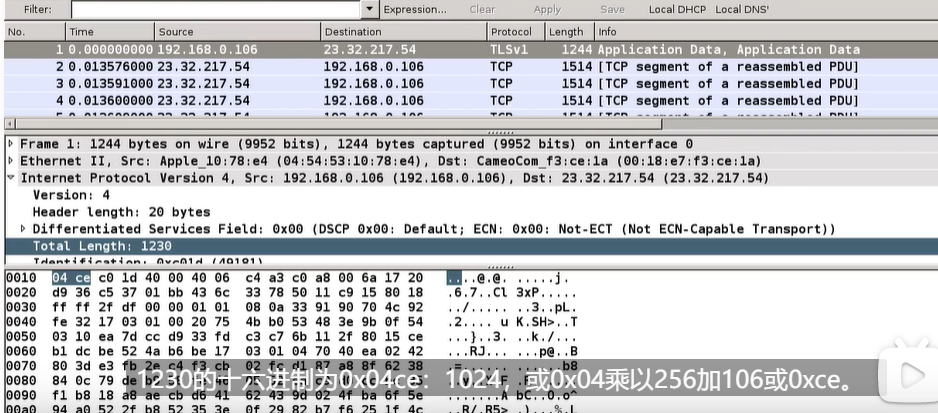 Filter: Expression... Clear Apply Save Local DHCP Local DNS'
No. Time Source Destination Protocol Length Info
1 0.000000000 192.168.0.106 23.32.217.54 TLSv1 1244 Application Data, Application Data
2 0.013576000 23.32.217.54 192.168.0.106 TCP 1514 [TCP segment of a reassembled PDU]
3 0.013591000 23.32.217.54 192.168.0.106 TCP 1514 [TCP segment of a reassembled PDU]
4 0.013600000 23.32.217.54 192.168.0.106 TCP 1514 [TCP segment of a reassembled PDU]
Frame 1: 1244 bytes on wire (9952 bits), 1244 bytes captured (9952 bits) on interface 0
Ethernet II, Src: Apple_10:78:e4 (04:54:53:10:78:e4), Dst: CameoCom_f3:ce:1a (00:18:e7:f3:ce:1a)
Internet Protocol Version 4, Src: 192.168.0.106 (192.168.0.106), Dst: 23.32.217.54 (23.32.217.54)
Version: 4
Header length: 20 bytes
Differentiated Services Field: 0x00 (DSCP 0x00: Default; ECN: 0x00: Not-ECT (Not ECN-Capable Transport))
Total Length: 1230
Identification: 0xc01d (49181)
0010 04 ce c0 1d 40 00 40 06 c4 a3 c0 a8 00 6a 17 20 ....@.@. .....j.
0020 d9 36 c5 37 01 bb 43 6c 33 78 50 11 c9 15 80 18 .6.7..Cl 3xP.....
0030 ff ff 2f df 00 00 01 01 08 0a 33 91 90 70 4c 92 ../..... ..3..pL.
0040 fe 32 17 03 01 00 20 75 4b b0 53 48 3e 9b 0f 54 .2.... u K.SH>..T
0050 03 10 ea 7d cc d9 33 fd c3 c7 6b 11 2f 80 15 ce ...}..3. ..k./...
0060 b1 dc be 52 4a b6 be 17 03 01 04 70 40 ea 02 42 ...RJ... ...p@..B
0070 80 3d e3 fb 2e c4 f3 cb 02 fc d1 87 a8 8f 62 38
0080 84 0c 79
0090 f1 b8 18 a8 ae cb d6 41 62 43 9d 02 4f ba 6f 5e
00a0 94 a0 52 2f b8 52 35 3e 0f 29 82 b7 f6 25 1f 4c
1230的十六进制为0x04ce：1024，或0x04乘以256加106或0xce。